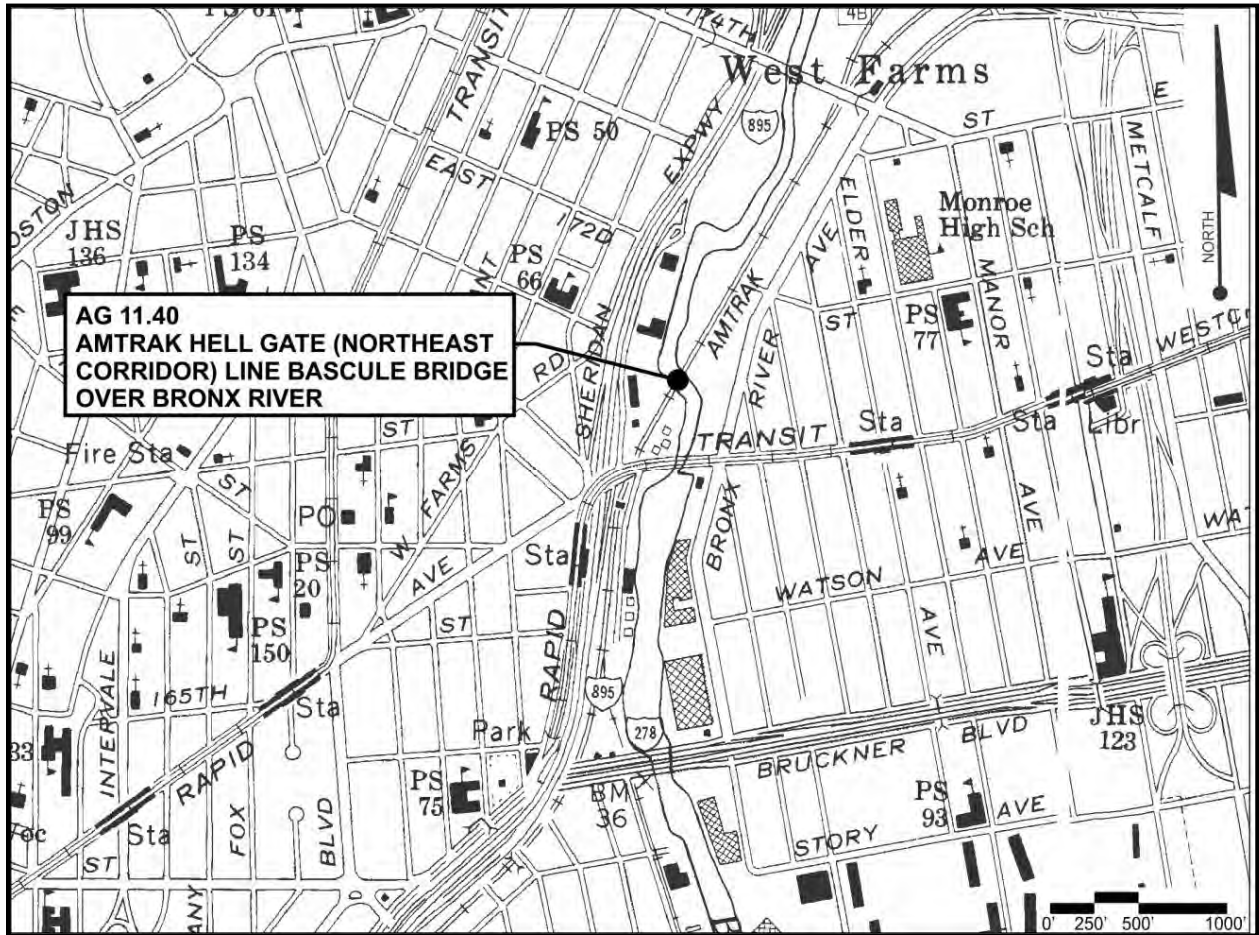 174TH
4B
West Farms
TRANSIT
PS 50
895
ST
E
EAST
EXPWY
METCALF
172D
ELDER
AVE
Monroe
High Sch
NORTH
JHS
136
PS
134
PS
66
AMTRAK
MANOR
ST
PS
77
AG 11.40
AMTRAK HELL GATE (NORTHEAST
CORRIDOR) LINE BASCULE BRIDGE
OVER BRONX RIVER
RD
SHERIDAN
RIVER
Sta
Sta
Sta
Libr
TRANSIT
ST
Fire Sta
ST
W FARMS
PS
99
PO
BRONX
AVE
ST
ST
PS
20
AVE
Sta
WATSON
AVE
AVE
PS
150
ST
RAPID
165TH
INTERVALE
Sta
895
278
Park
BRUCKNER
BLVD
JHS
123
RAPID
PS
75
BM
36
PS
93
AVE
Sta
FOX
BLVD
STORY
ST
0' 250' 500' 1000'